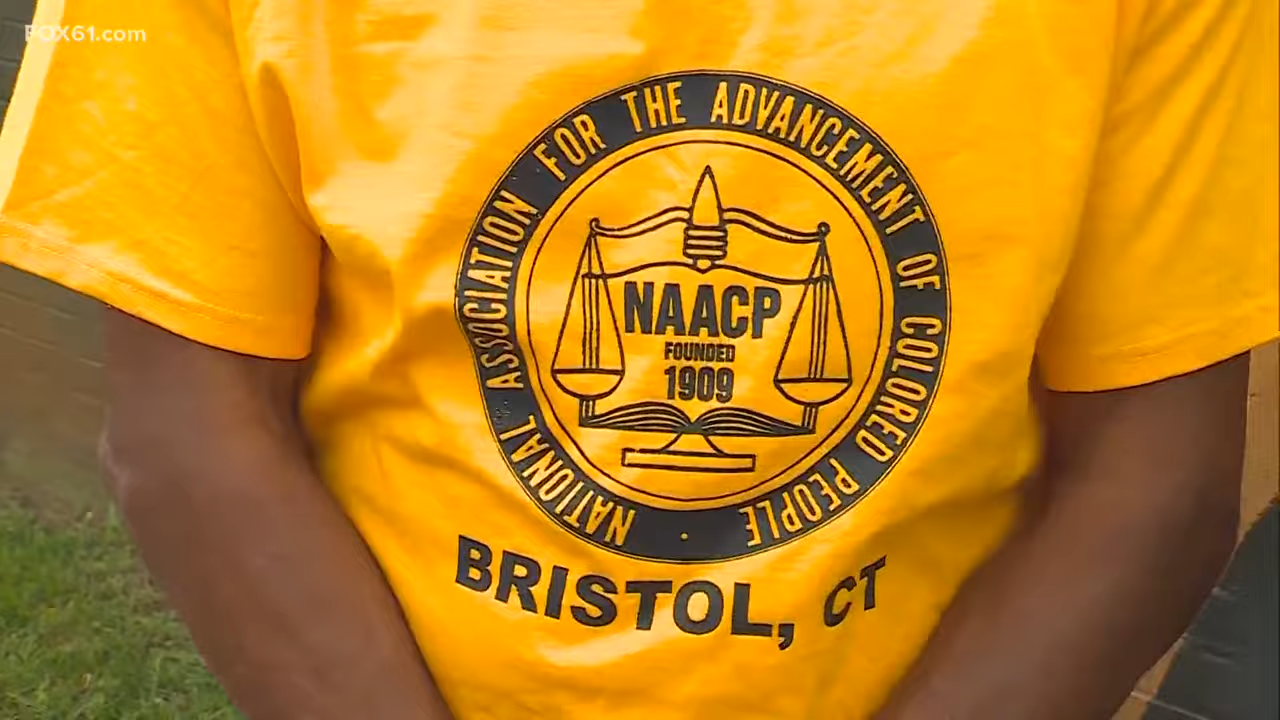 FOX61.com
NATIONAL ASSOCIATION FOR THE ADVANCEMENT OF COLORED PEOPLE
NAACP
FOUNDED
1909
BRISTOL, CT